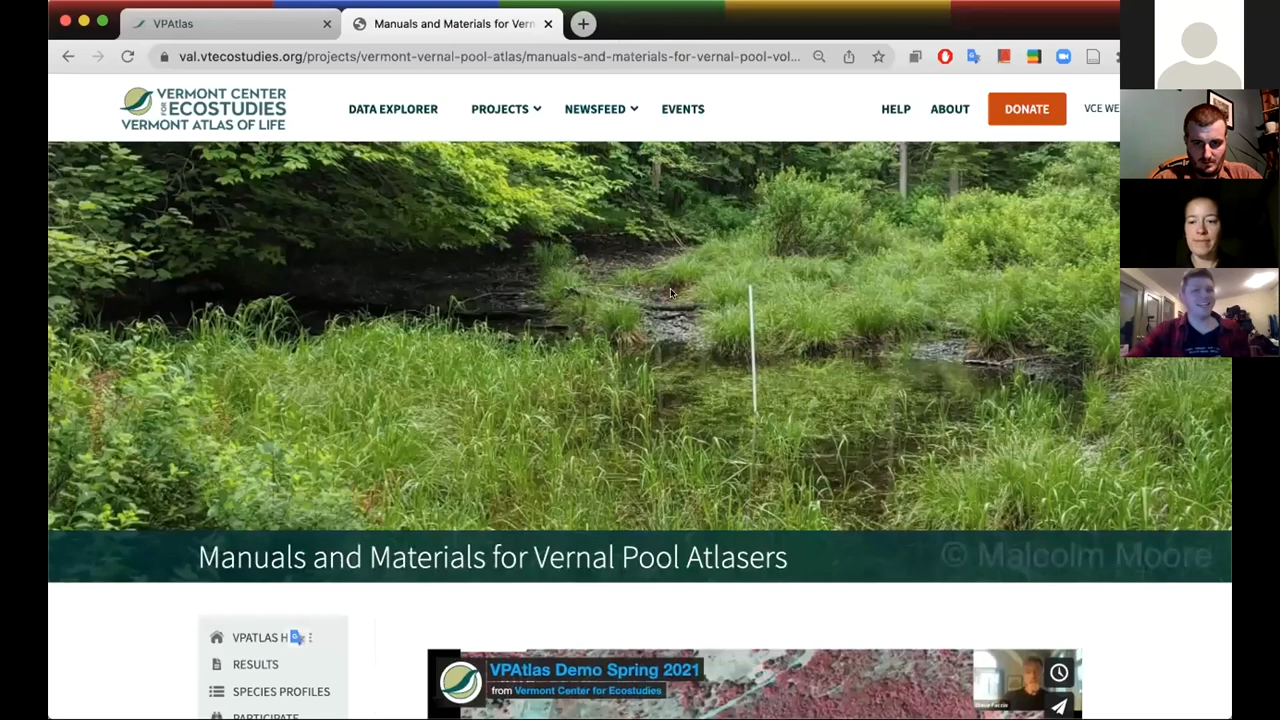 VPAtlas
Manuals and Materials for Vern
val.vtecostudies.org/projects/vermont-vernal-pool-atlas/manuals-and-materials-for-vernal-pool-vol...
VERMONT CENTER
FOR ECOSTUDIES
VERMONT ATLAS OF LIFE
DATA EXPLORER
PROJECTS
NEWSFEED
EVENTS
HELP
ABOUT
DONATE
VCE WE
Manuals and Materials for Vernal Pool Atlasers
© Malcolm Moore
VPATLAS H
RESULTS
SPECIES PROFILES
PARTICIPATE
VPAtlas Demo Spring 2021
from Vermont Center for Ecostudies
Steve Faccio